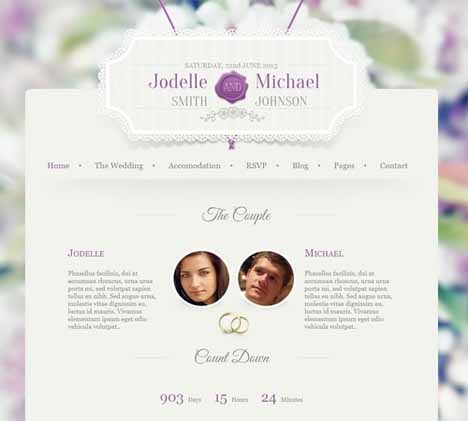 SATURDAY, 22nd JUNE 2013
Jodelle AND Michael
SMITH JOHNSON
Home • The Wedding • Accomodation • RSVP • Blog • Pages • Contact
The Couple
JODELLE
Phasellus facilisis, dui at
accumsan rhoncus, urna urna
porta mi, sed volutpat sapien
tellus eu nibh. Sed augue urna,
molestie vitae dignissim eu,
luctus id mauris. Vivamus
elementum ipsum eget odio
vehicula volutpat..
MICHAEL
Phasellus facilisis, dui at
accumsan rhoncus, urna urna
porta mi, sed volutpat sapien
tellus eu nibh. Sed augue urna,
molestie vitae dignissim eu,
luctus id mauris. Vivamus
elementum ipsum eget odio
vehicula volutpat..
Count Down
903 Days 15 Hours 24 Minutes